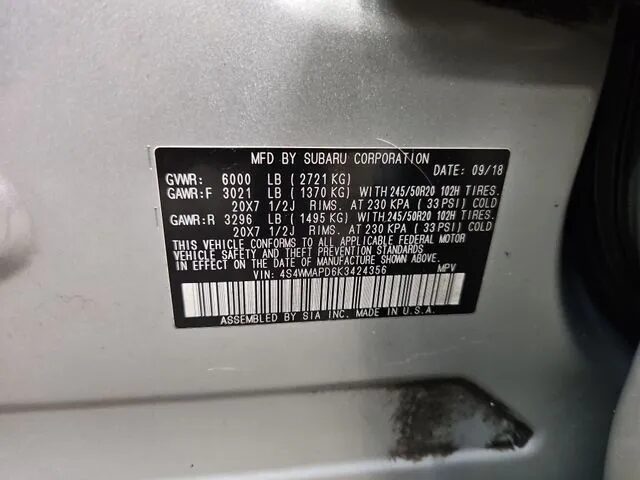 MFD BY SUBARU CORPORATION
DATE: 09/18
GVWR: 6000 LB (2721 KG)
GAWR:F 3021 LB (1370 KG) WITH 245/50R20 102H TIRES.
20X7 1/2J RIMS. AT 230 KPA (33 PSI) COLD
GAWR:R 3296 LB (1495 KG) WITH 245/50R20 102H TIRES.
20X7 1/2J RIMS. AT 230 KPA (33 PSI) COLD
THIS VEHICLE CONFORMS TO ALL APPLICABLE FEDERAL MOTOR
VEHICLE SAFETY AND THEFT PREVENTION STANDARDS IN EFFECT
ON THE DATE OF MANUFACTURE SHOWN ABOVE.
VIN: 4S4WMAPD6K3424356 MPV
ASSEMBLED BY SIA INC. MADE IN U.S.A.